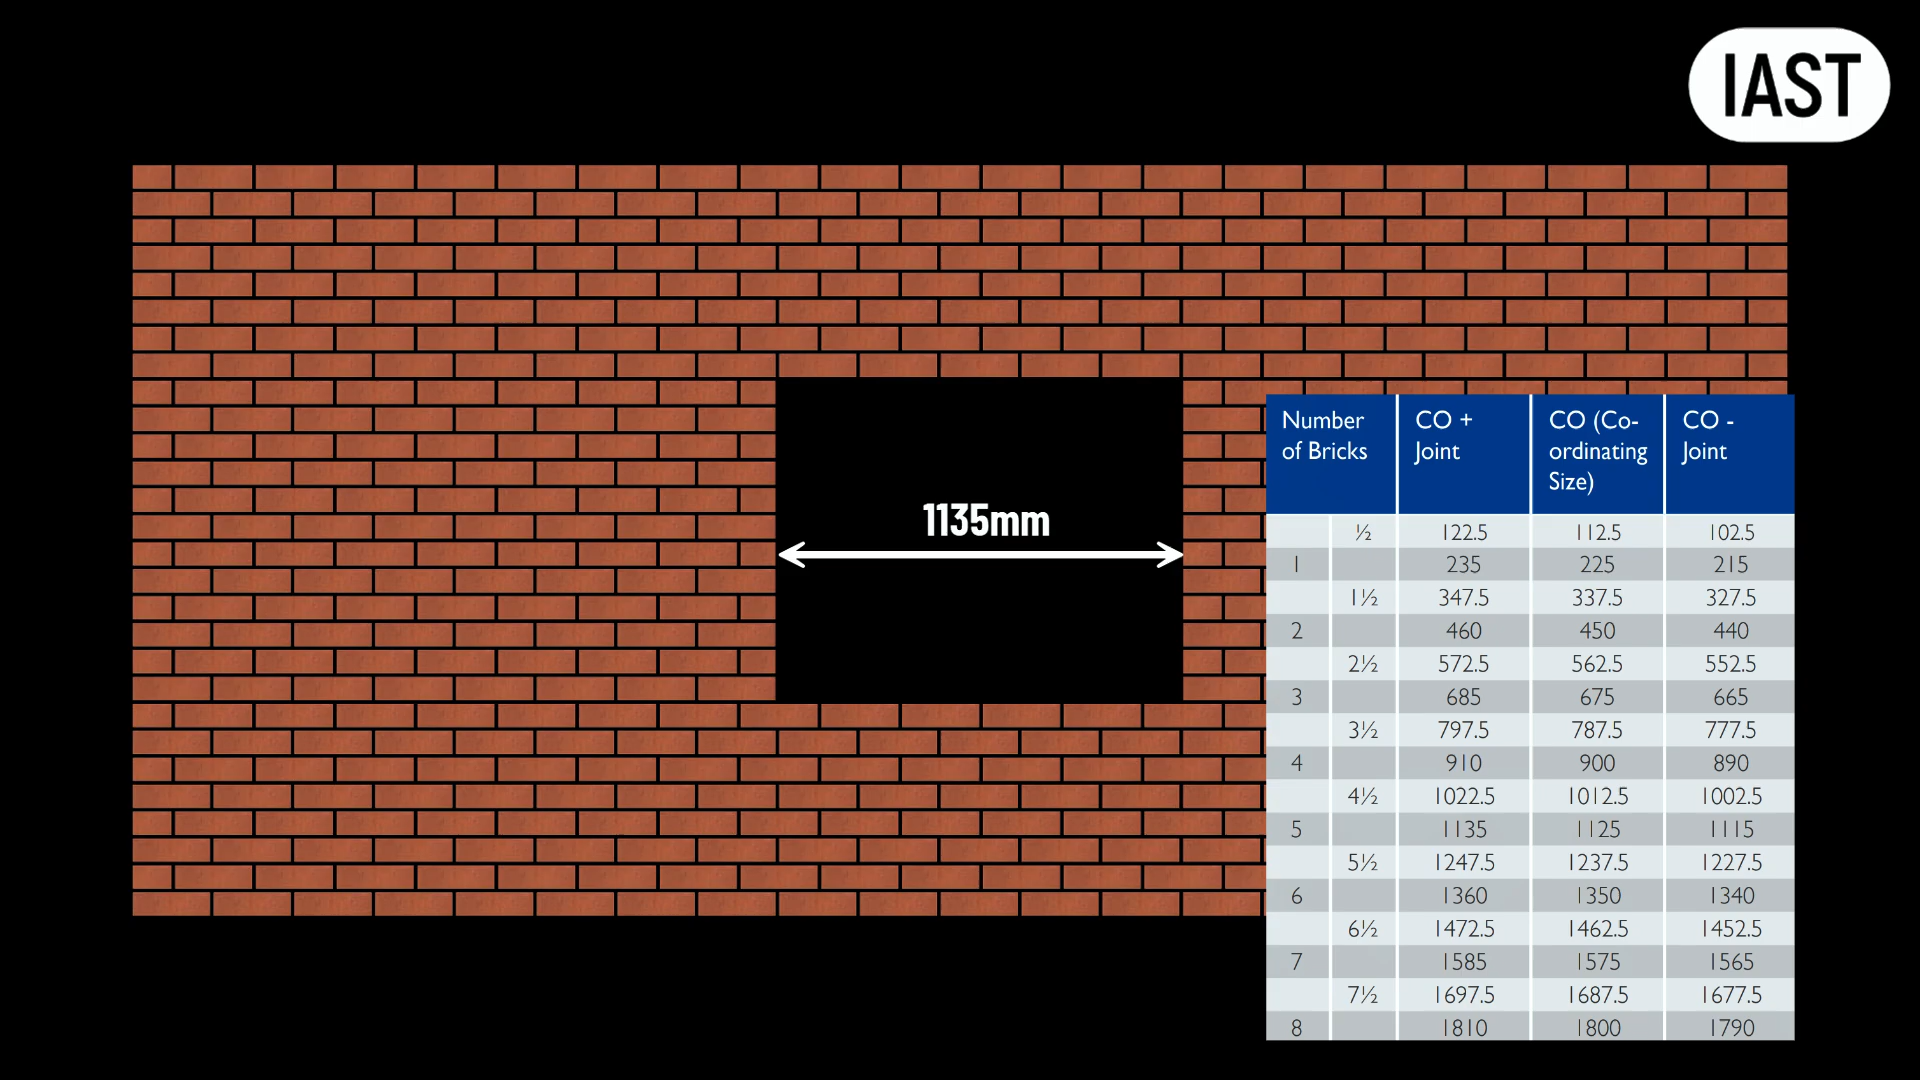 IAST
1135mm
Number of Bricks CO + Joint CO (Co-ordinating Size) CO - Joint
½ 122.5 112.5 102.5
1 235 225 215
1½ 347.5 337.5 327.5
2 460 450 440
2½ 572.5 562.5 552.5
3 685 675 665
3½ 797.5 787.5 777.5
4 910 900 890
4½ 1022.5 1012.5 1002.5
5 1135 1125 1115
5½ 1247.5 1237.5 1227.5
6 1360 1350 1340
6½ 1472.5 1462.5 1452.5
7 1585 1575 1565
7½ 1697.5 1687.5 1677.5
8 1810 1800 1790